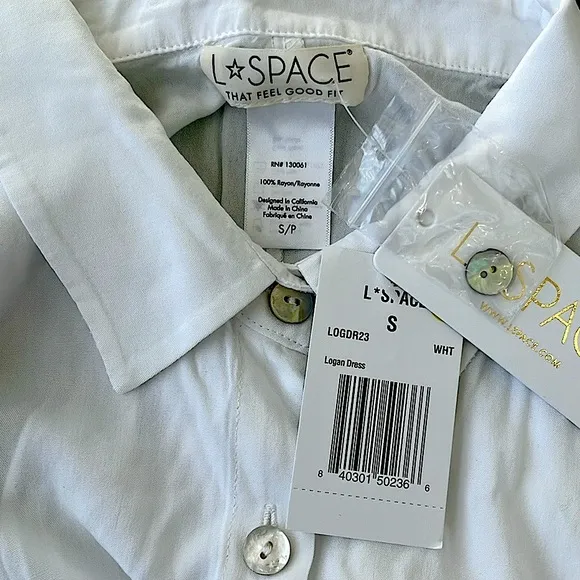 L☆SPACE®
THAT FEEL GOOD FIT
RN# 130061
100% Rayon/Rayonne
Designed in California
Made in China
Fabriqué en Chine
S/P
L*SPACE
S
LOGDR23
WHT
Logan Dress
8 40301 50236 6
L☆SPAC
WWW.LSPACE.COM